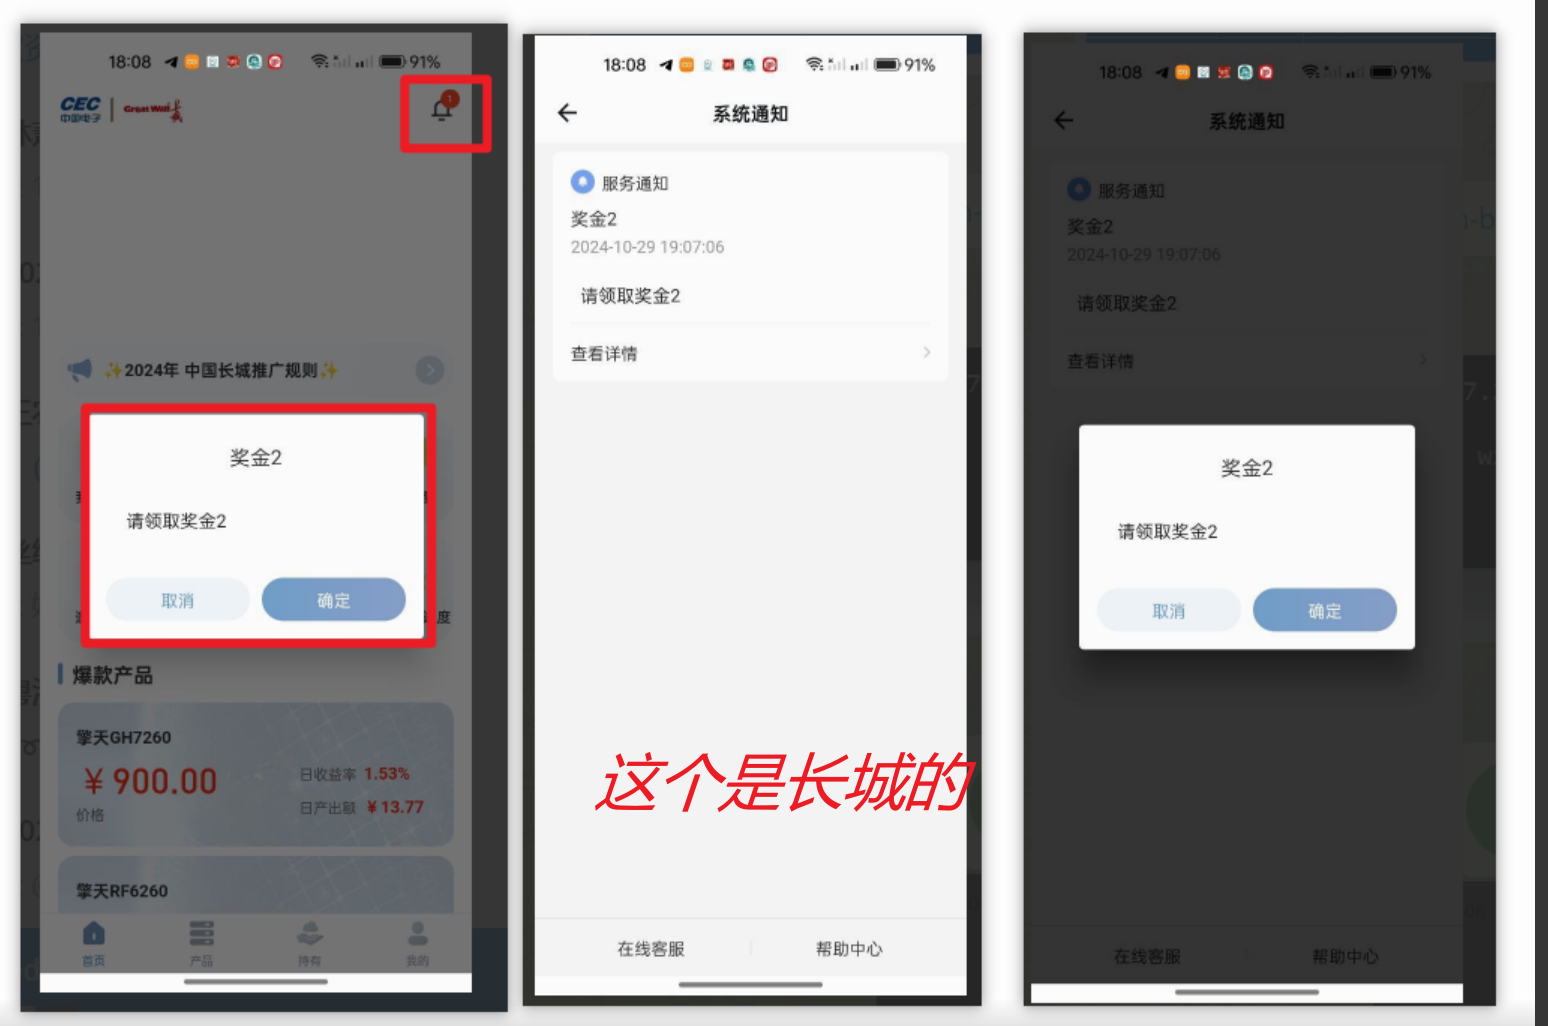 18:08
91%
CEC
中国电子
Great Wall
1
✨2024年 中国长城推广规则✨
奖金2
请领取奖金2
取消
确定
度
爆款产品
擎天GH7260
￥900.00
价格
日收益率 1.53%
日产出额 ￥13.77
擎天RF6260
首页
产品
持有
我的
18:08
91%
系统通知
服务通知
奖金2
2024-10-29 19:07:06
请领取奖金2
查看详情
这个是长城的
在线客服
帮助中心
18:08
91%
系统通知
服务通知
奖金2
2024-10-29 19:07:06
请领取奖金2
查看详情
奖金2
请领取奖金2
取消
确定
在线客服
帮助中心